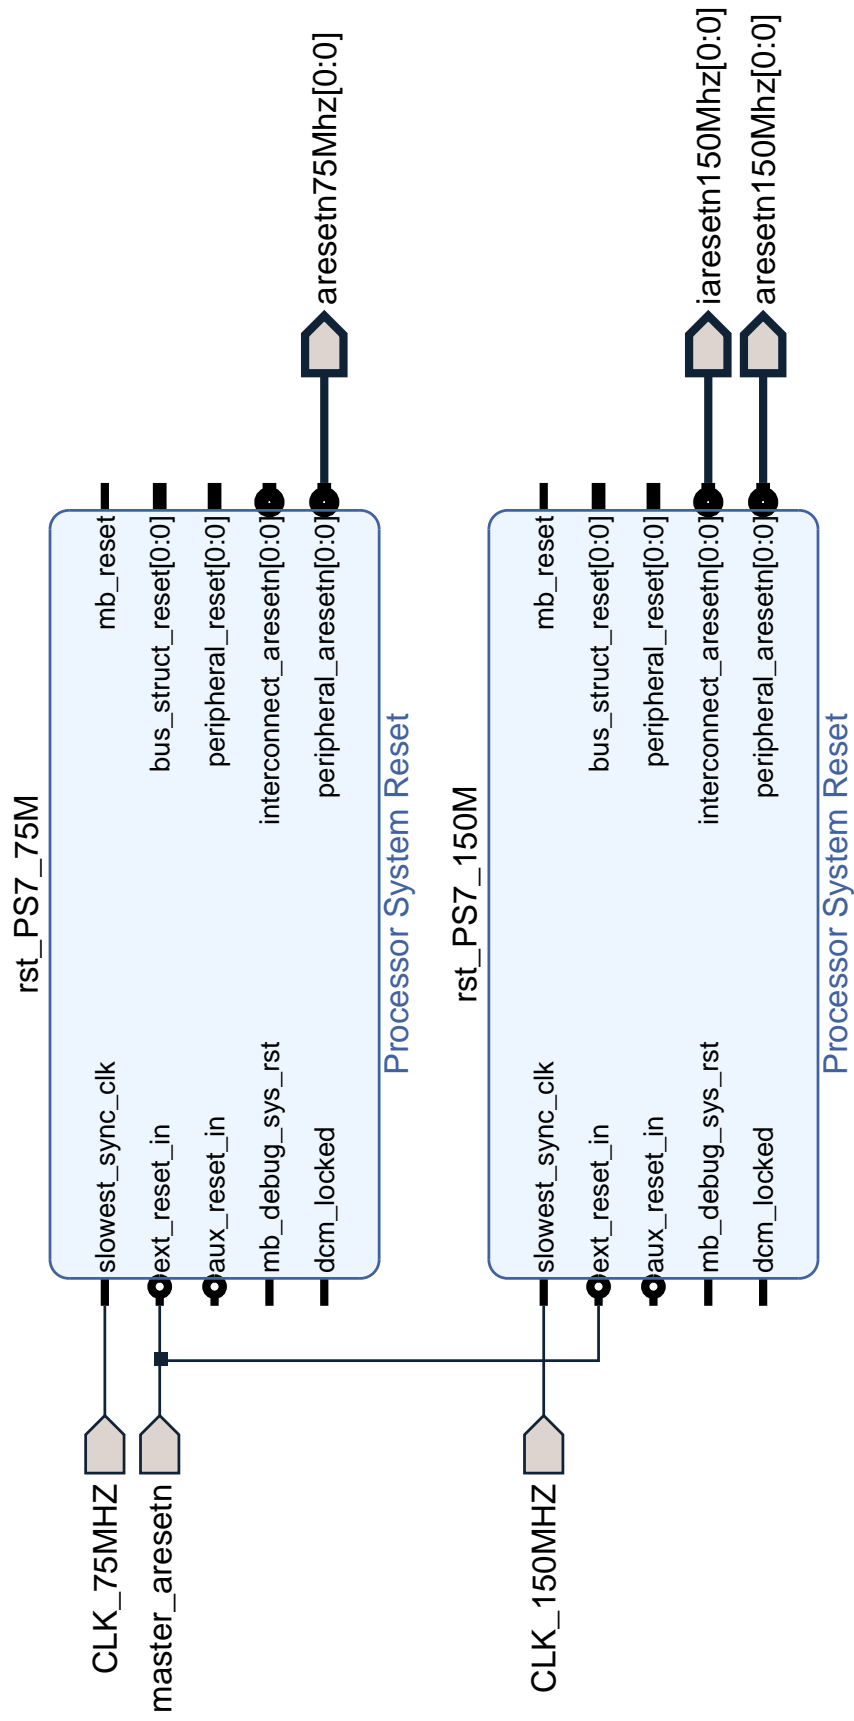 rst_PS7_75M
CLK_75MHZ
master_aresetn
slowest_sync_clk
ext_reset_in
aux_reset_in
mb_debug_sys_rst
dcm_locked
mb_reset
bus_struct_reset[0:0]
peripheral_reset[0:0]
interconnect_aresetn[0:0]
peripheral_aresetn[0:0]
aresetn75Mhz[0:0]
Processor System Reset
rst_PS7_150M
CLK_150MHZ
slowest_sync_clk
ext_reset_in
aux_reset_in
mb_debug_sys_rst
dcm_locked
mb_reset
bus_struct_reset[0:0]
peripheral_reset[0:0]
interconnect_aresetn[0:0]
peripheral_aresetn[0:0]
iaresetn150Mhz[0:0]
aresetn150Mhz[0:0]
Processor System Reset